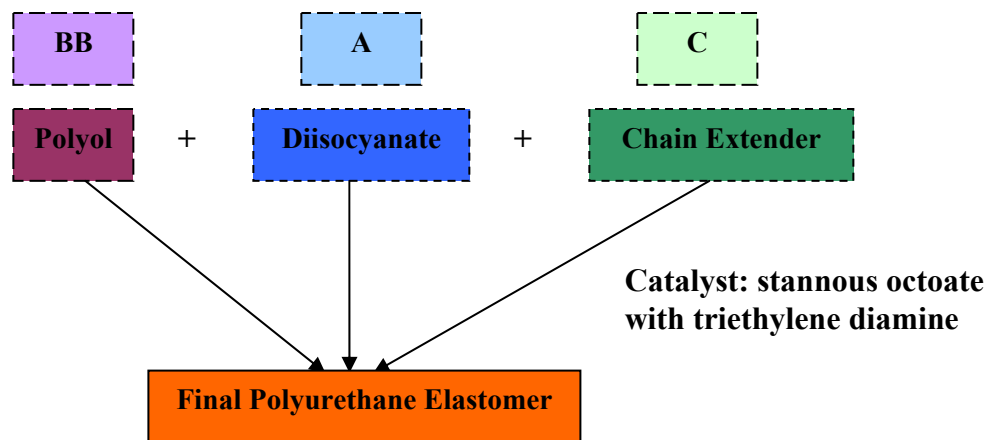 BB A C
Polyol + Diisocyanate + Chain Extender
Catalyst: stannous octoate
with triethylene diamine
Final Polyurethane Elastomer